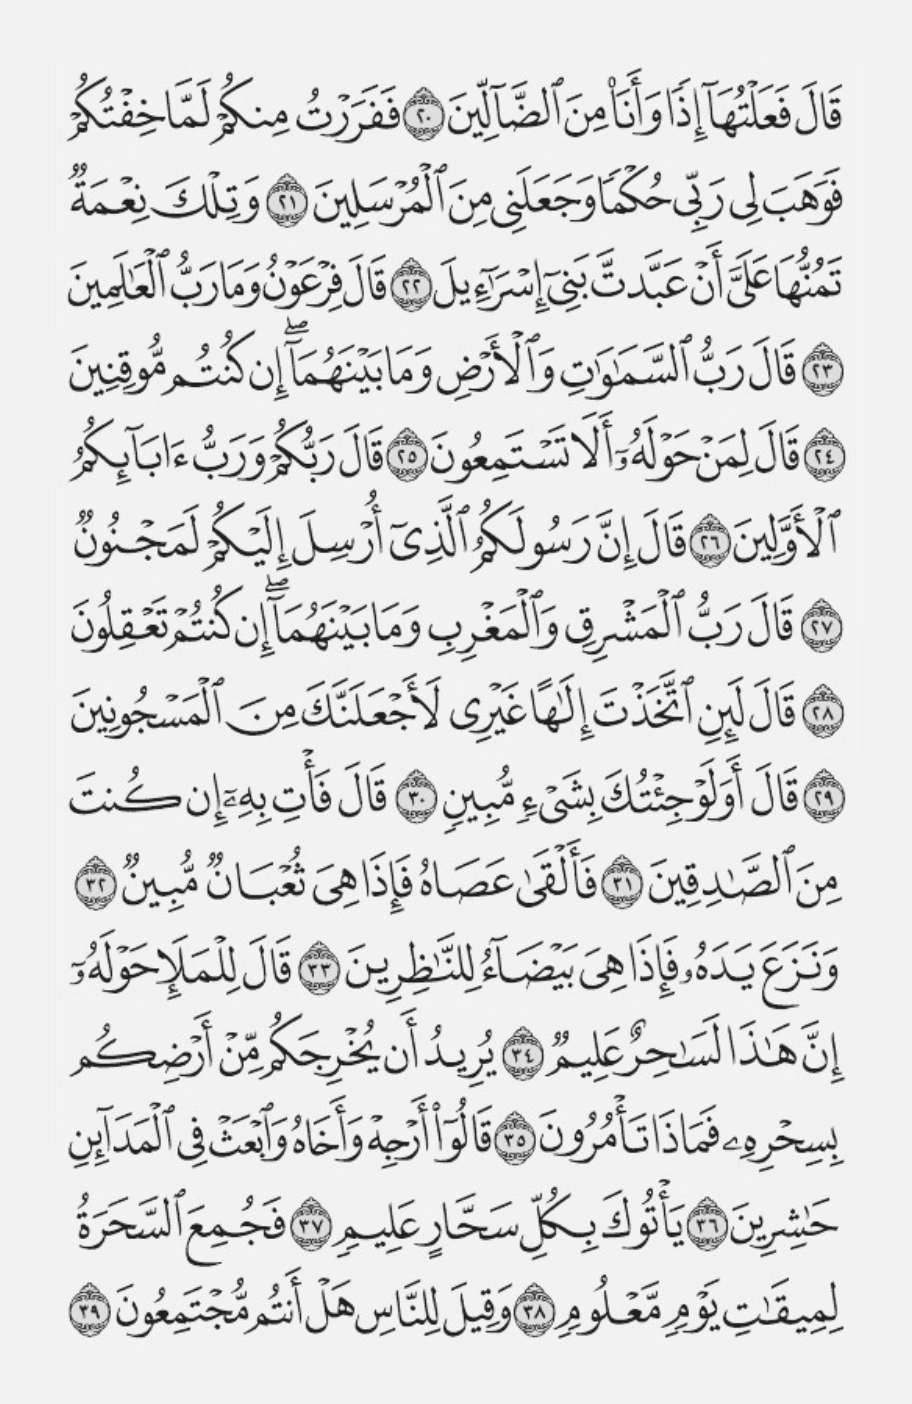 قَالَ فَعَلْتُهَآ إِذًا وَأَنَا۠ مِنَ ٱلضَّآلِّينَ ٢٠ فَفَرَرْتُ مِنكُمْ لَمَّا خِفْتُكُمْ
فَوَهَبَ لِى رَبِّى حُكْمًا وَجَعَلَنِى مِنَ ٱلْمُرْسَلِينَ ٢١ وَتِلْكَ نِعْمَةٌ
تَمُنُّهَا عَلَىَّ أَنْ عَبَّدتَّ بَنِىٓ إِسْرَٰٓءِيلَ ٢٢ قَالَ فِرْعَوْنُ وَمَا رَبُّ ٱلْعَٰلَمِينَ
٢٣ قَالَ رَبُّ ٱلسَّمَٰوَٰتِ وَٱلْأَرْضِ وَمَا بَيْنَهُمَآ ۖ إِن كُنتُم مُّوقِنِينَ
٢٤ قَالَ لِمَنْ حَوْلَهُۥٓ أَلَا تَسْتَمِعُونَ ٢٥ قَالَ رَبُّكُمْ وَرَبُّ ءَابَآئِكُمُ
ٱلْأَوَّلِينَ ٢٦ قَالَ إِنَّ رَسُولَكُمُ ٱلَّذِىٓ أُرْسِلَ إِلَيْكُمْ لَمَجْنُونٌ
٢٧ قَالَ رَبُّ ٱلْمَشْرِقِ وَٱلْمَغْرِبِ وَمَا بَيْنَهُمَآ ۖ إِن كُنتُمْ تَعْقِلُونَ
٢٨ قَالَ لَئِنِ ٱتَّخَذْتَ إِلَٰهًا غَيْرِى لَأَجْعَلَنَّكَ مِنَ ٱلْمَسْجُونِينَ
٢٩ قَالَ أَوَلَوْ جِئْتُكَ بِشَىْءٍ مُّبِينٍ ٣٠ قَالَ فَأْتِ بِهِۦٓ إِن كُنتَ
مِنَ ٱلصَّٰدِقِينَ ٣١ فَأَلْقَىٰ عَصَاهُ فَإِذَا هِىَ ثُعْبَانٌ مُّبِينٌ ٣٢
وَنَزَعَ يَدَهُۥ فَإِذَا هِىَ بَيْضَآءُ لِلنَّٰظِرِينَ ٣٣ قَالَ لِلْمَلَإِ حَوْلَهُۥٓ
إِنَّ هَٰذَا لَسَٰحِرٌ عَلِيمٌ ٣٤ يُرِيدُ أَن يُخْرِجَكُم مِّنْ أَرْضِكُم
بِسِحْرِهِۦ فَمَاذَا تَأْمُرُونَ ٣٥ قَالُوٓا۟ أَرْجِهْ وَأَخَاهُ وَٱبْعَثْ فِى ٱلْمَدَآئِنِ
حَٰشِرِينَ ٣٦ يَأْتُوكَ بِكُلِّ سَحَّارٍ عَلِيمٍ ٣٧ فَجُمِعَ ٱلسَّحَرَةُ
لِمِيقَٰتِ يَوْمٍ مَّعْلُومٍ ٣٨ وَقِيلَ لِلنَّاسِ هَلْ أَنتُم مُّجْتَمِعُونَ ٣٩